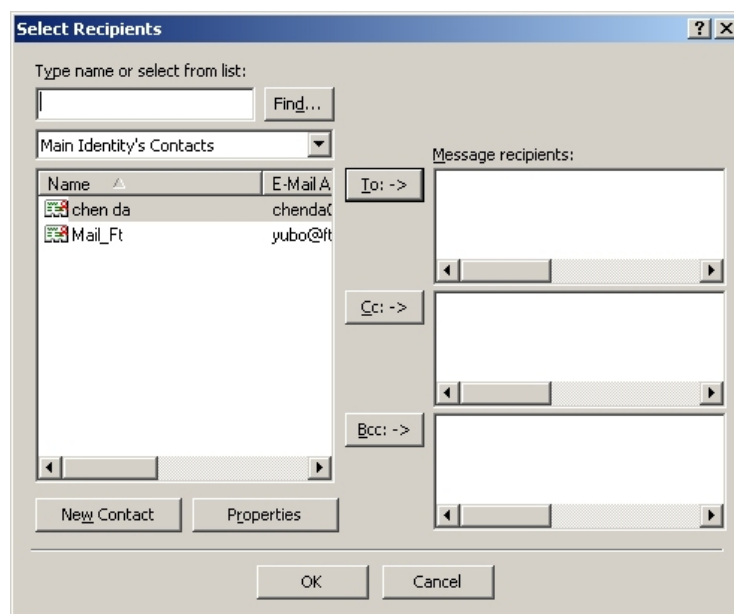 Select Recipients
Type name or select from list:
Find...
Main Identity's Contacts
Message recipients:
Name E-Mail A
To: ->
chen da chenda(
Mail_Ft yubo@ft
Cc: ->
Bcc: ->
New Contact Properties
OK Cancel